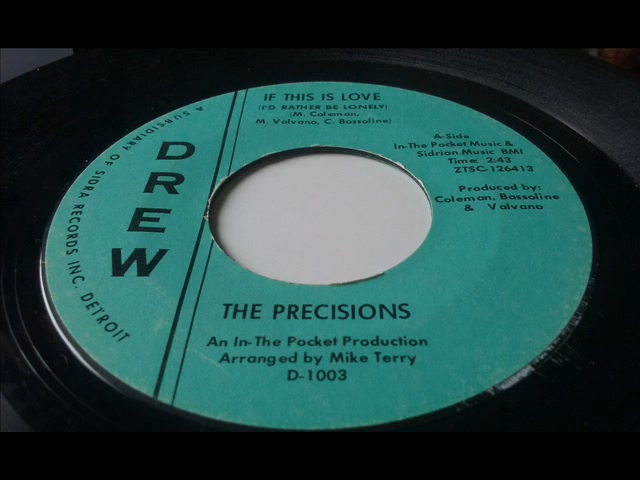 IF THIS IS LOVE
(I'D RATHER BE LONELY)
(M. Coleman,
M. Valvano, C. Bassoline)
A-Side
In-The Pocket Music &
Sidrian Music BMI
Time: 2:43
ZTSC-126413
Produced by:
Coleman, Bassoline
& Valvano
DREW
A SUBSIDIARY OF SIDRA RECORDS INC. DETROIT
THE PRECISIONS
An In-The Pocket Production
Arranged by Mike Terry
D-1003